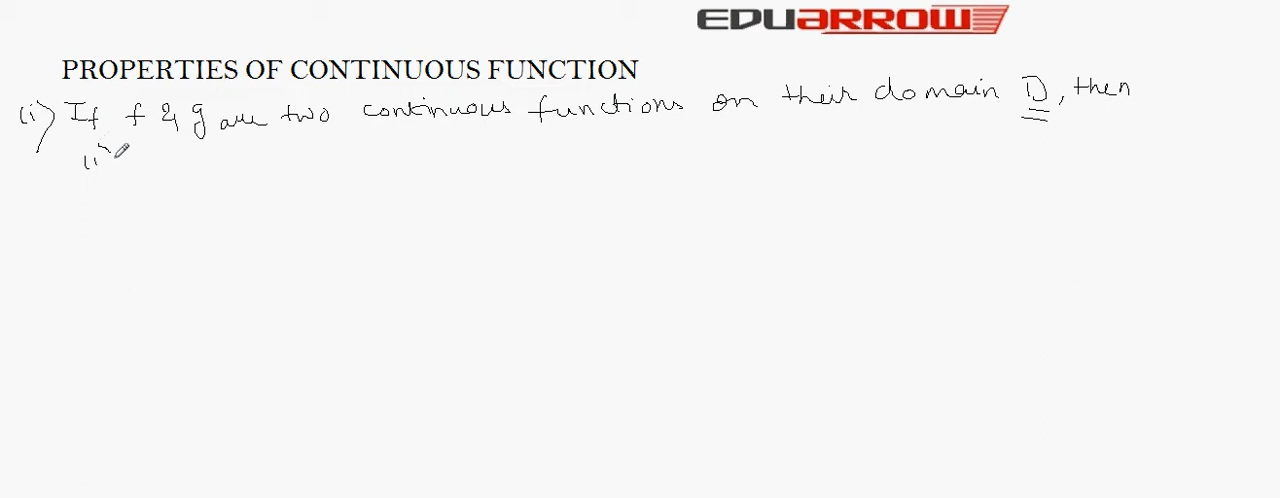 EDUARROW
PROPERTIES OF CONTINUOUS FUNCTION
(i) If f & g are two continuous functions on their domain D, then